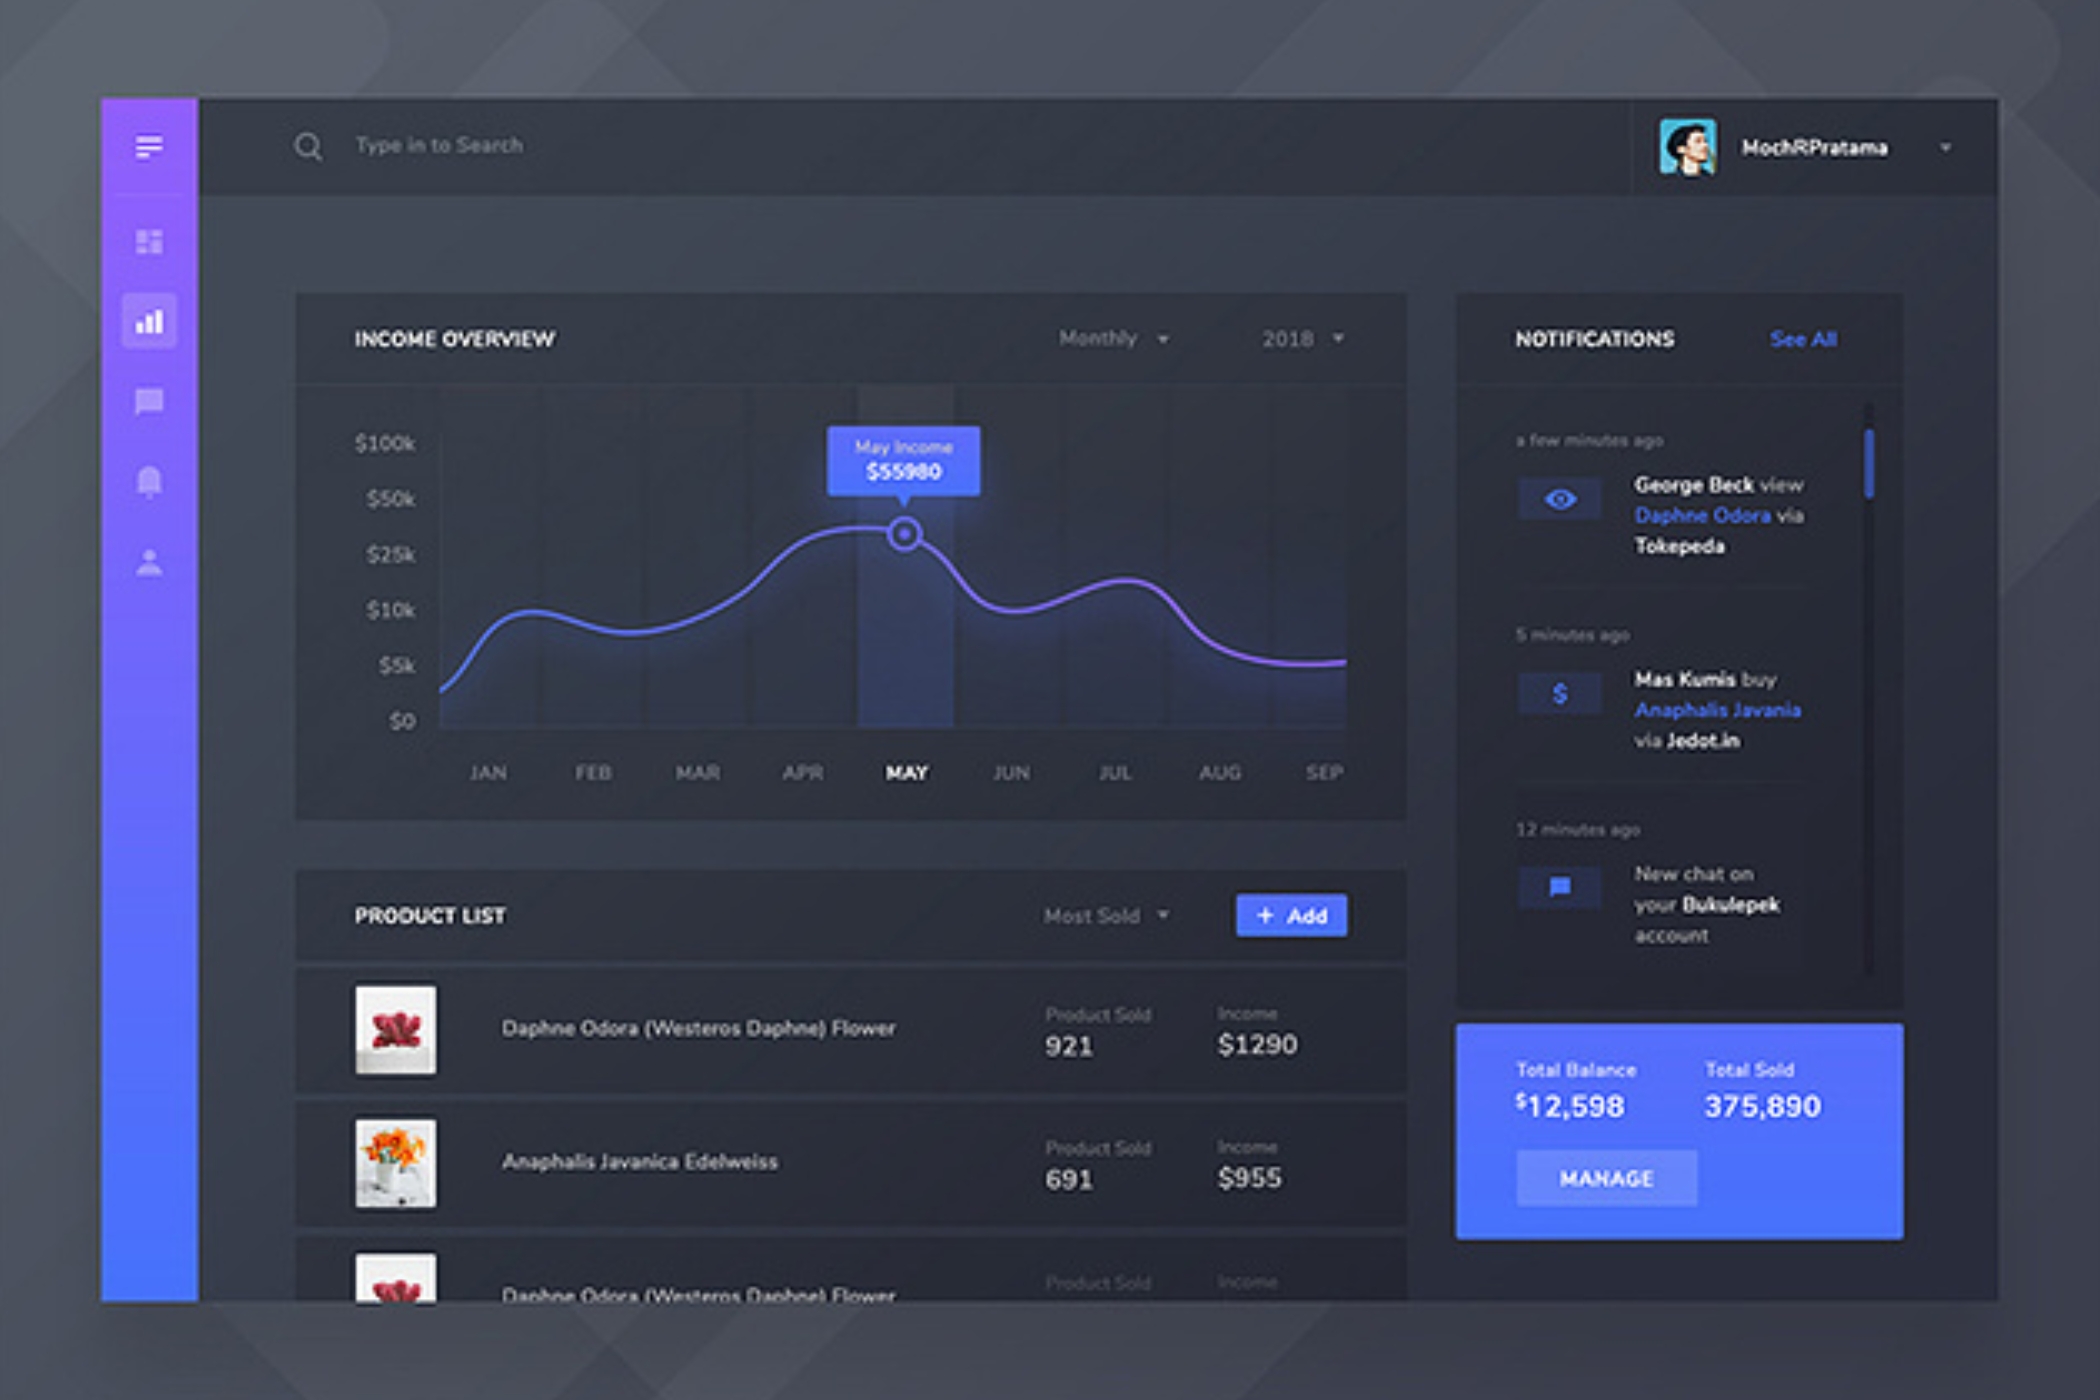 Type in to Search
MochRPratama
INCOME OVERVIEW
Monthly
2018
$100k
$50k
$25k
$10k
$5k
$0
May Income
$55980
JAN FEB MAR APR MAY JUN JUL AUG SEP
NOTIFICATIONS
See All
a few minutes ago
George Beck view
Daphne Odora via
Tokepeda
5 minutes ago
Mas Kumis buy
Anaphalis Javania
via Jedot.in
12 minutes ago
New chat on
your Bukulepek
account
PRODUCT LIST
Most Sold
+ Add
Daphne Odora (Westeros Daphne) Flower
Product Sold
921
Income
$1290
Anaphalis Javanica Edelweiss
Product Sold
691
Income
$955
Daphne Odora (Westeros Daphne) Flower
Product Sold
Income
Total Balance
$12,598
Total Sold
375,890
MANAGE